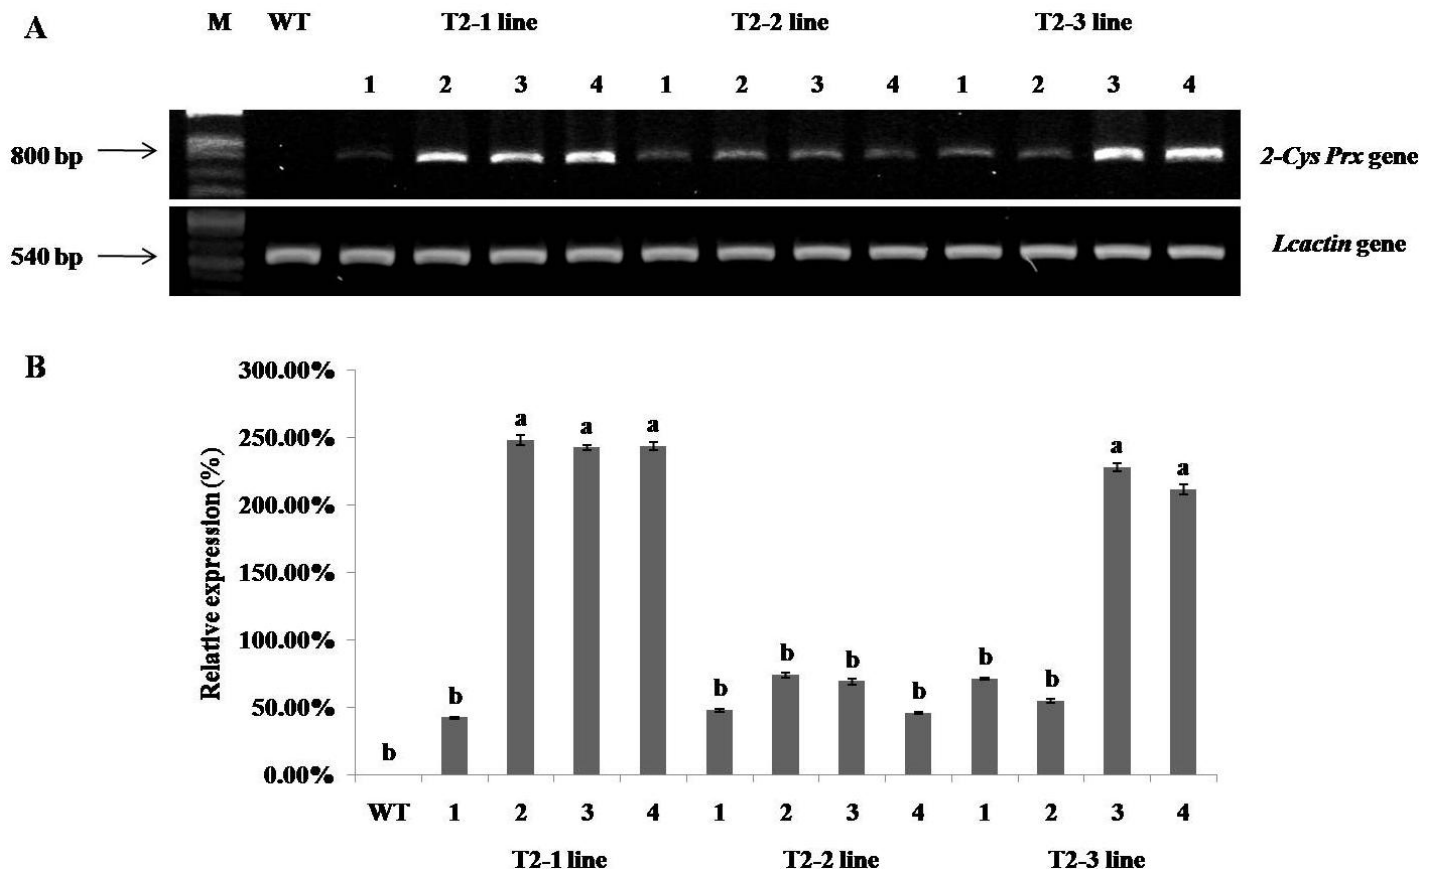 A M WT T2-1 line T2-2 line T2-3 line
1 2 3 4 1 2 3 4 1 2 3 4
800 bp 2-Cys Prx gene
540 bp Lcactin gene
B
Relative expression (%)
300.00%
250.00%
200.00%
150.00%
100.00%
50.00%
0.00%
b b a a a b b b b b b a a
WT 1 2 3 4 1 2 3 4 1 2 3 4
T2-1 line T2-2 line T2-3 line